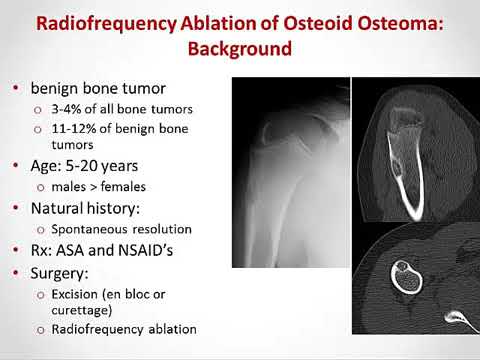 Radiofrequency Ablation of Osteoid Osteoma:
Background
• benign bone tumor
o 3-4% of all bone tumors
o 11-12% of benign bone
tumors
• Age: 5-20 years
o males > females
• Natural history:
o Spontaneous resolution
• Rx: ASA and NSAID's
• Surgery:
o Excision (en bloc or
curettage)
o Radiofrequency ablation